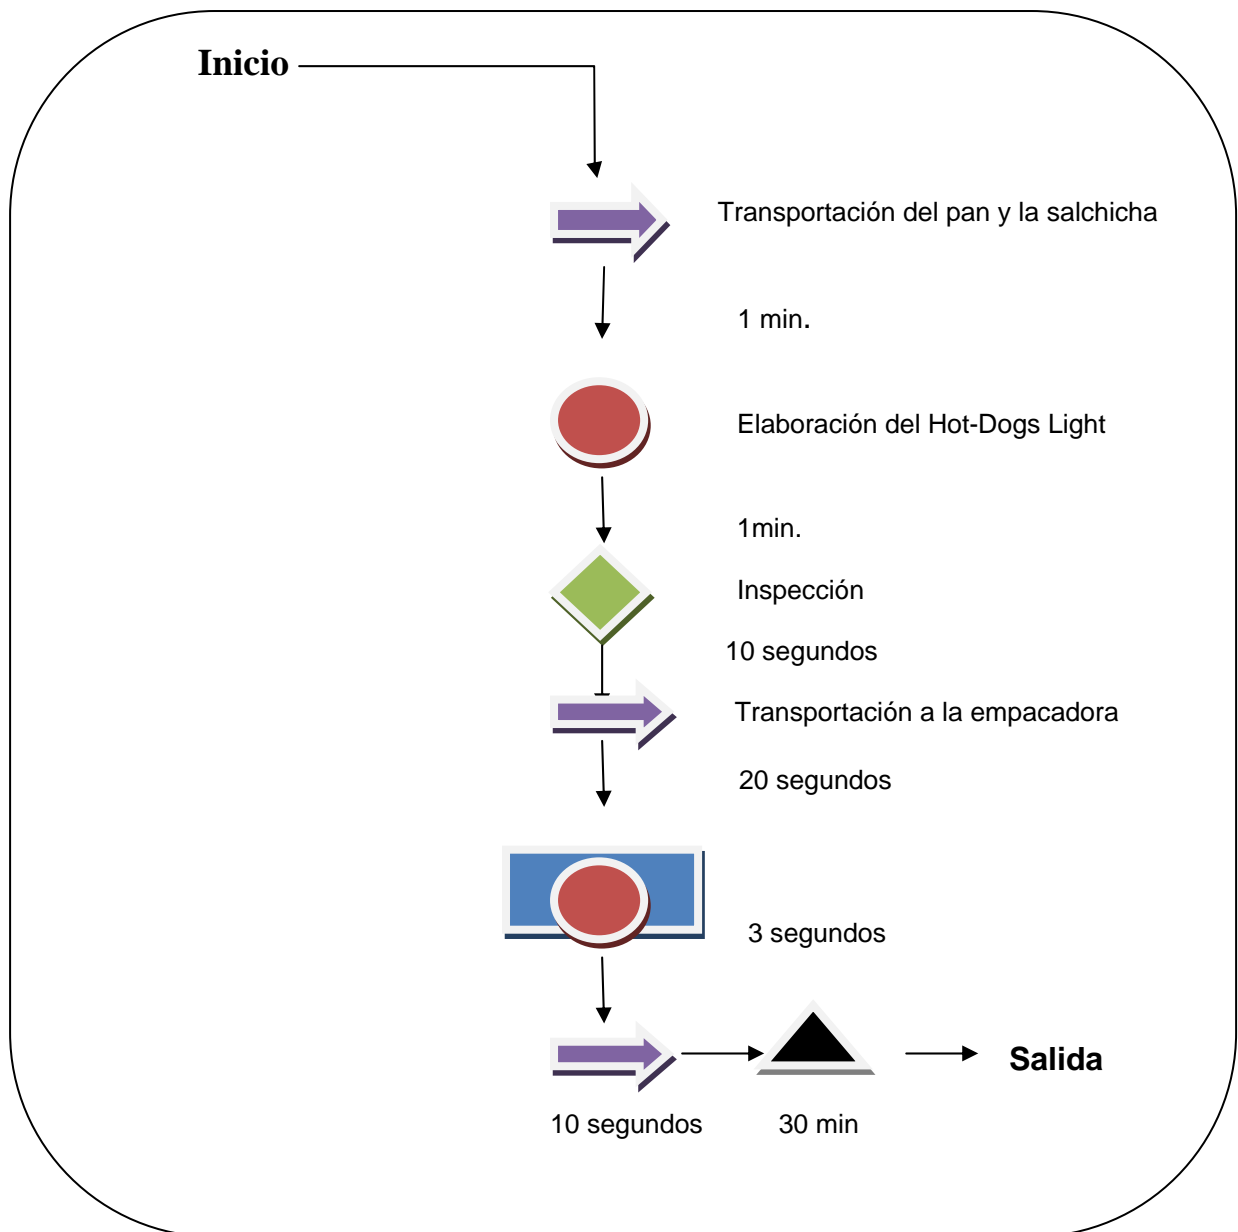 Inicio
Transportación del pan y la salchicha
1 min.
Elaboración del Hot-Dogs Light
1min.
Inspección
10 segundos
Transportación a la empacadora
20 segundos
3 segundos
Salida
10 segundos
30 min